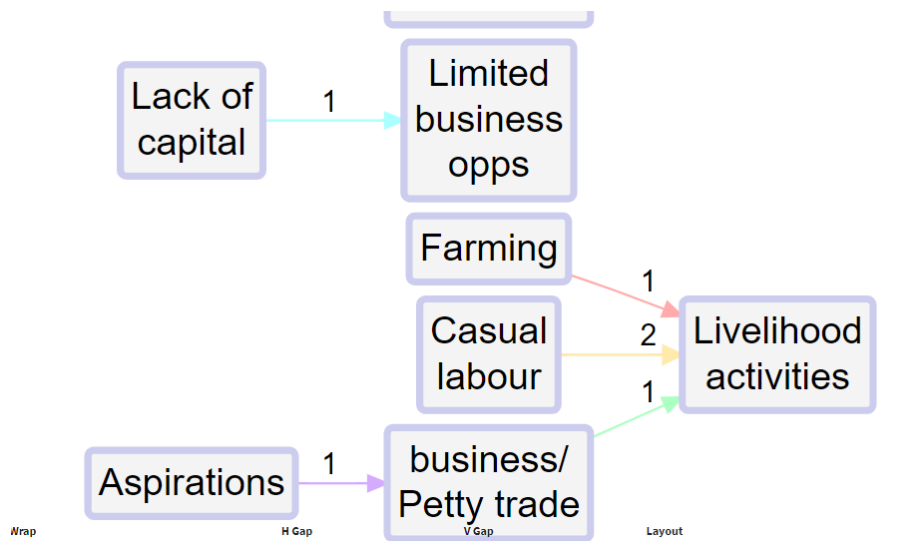 Lack of
capital
1
Limited
business
opps
Farming
1
Casual
labour
2
Livelihood
activities
1
Aspirations
1
business/
Petty trade
Wrap
H Gap
V Gap
Layout